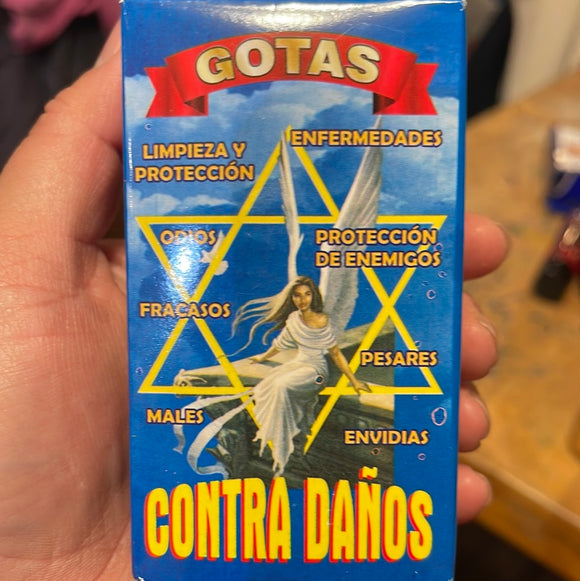 GOTAS
LIMPIEZA Y
PROTECCIÓN
ENFERMEDADES
ODIOS
PROTECCIÓN
DE ENEMIGOS
FRACASOS
PESARES
MALES
ENVIDIAS
CONTRA DAÑOS